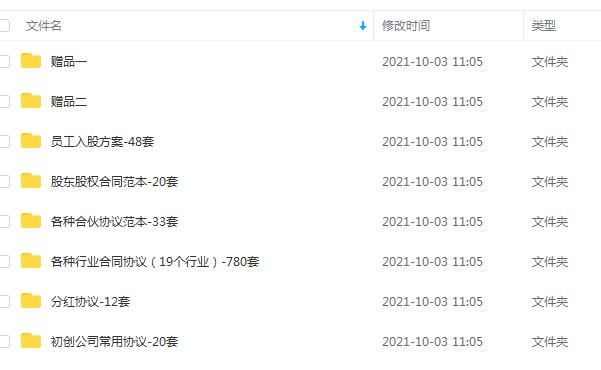 文件名 修改时间 类型
赠品一 2021-10-03 11:05 文件夹
赠品二 2021-10-03 11:05 文件夹
员工入股方案-48套 2021-10-03 11:05 文件夹
股东股权合同范本-20套 2021-10-03 11:05 文件夹
各种合伙协议范本-33套 2021-10-03 11:05 文件夹
各种行业合同协议（19个行业）-780套 2021-10-03 11:05 文件夹
分红协议-12套 2021-10-03 11:05 文件夹
初创公司常用协议-20套 2021-10-03 11:05 文件夹